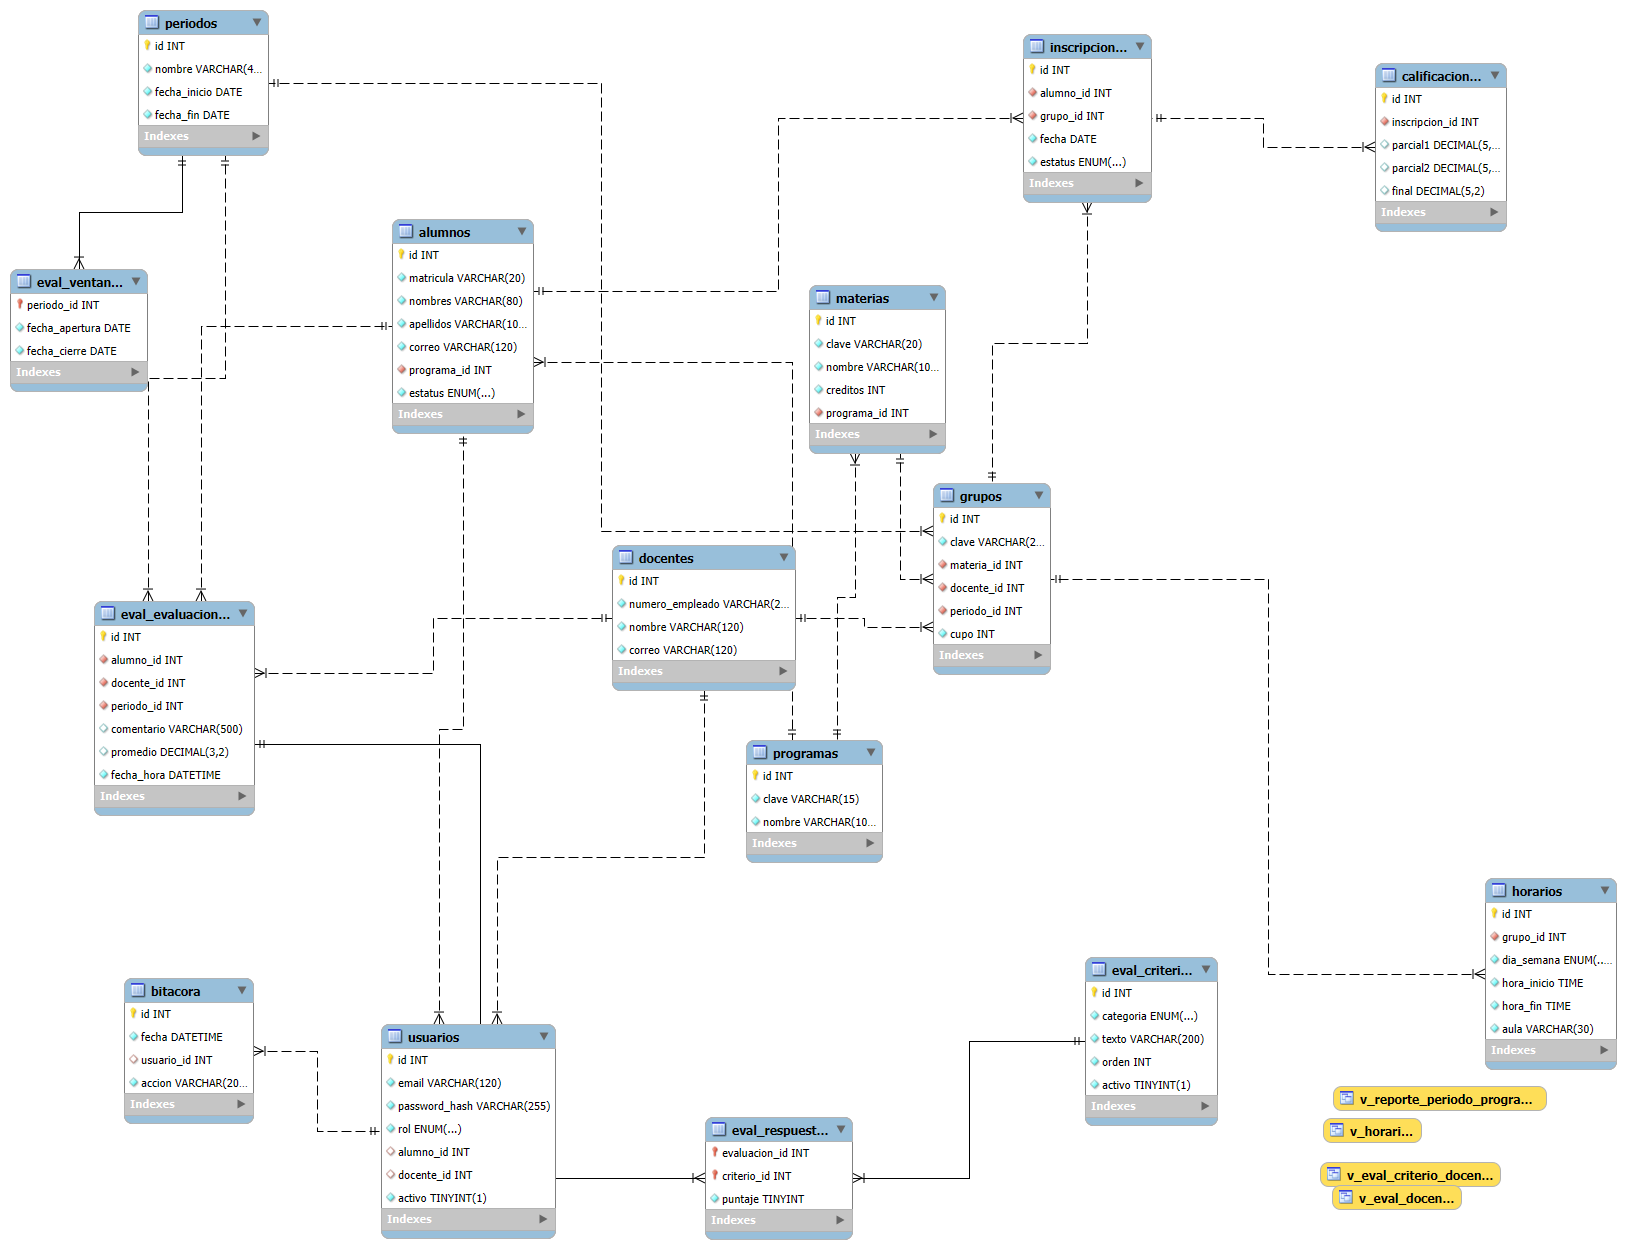 periodos
id INT
nombre VARCHAR(4...
fecha_inicio DATE
fecha_fin DATE
Indexes
inscripcion...
id INT
alumno_id INT
grupo_id INT
fecha DATE
estatus ENUM(...)
Indexes
calificacion...
id INT
inscripcion_id INT
parcial1 DECIMAL(5,...
parcial2 DECIMAL(5,...
final DECIMAL(5,2)
Indexes
alumnos
id INT
matricula VARCHAR(20)
nombres VARCHAR(80)
apellidos VARCHAR(10...
correo VARCHAR(120)
programa_id INT
estatus ENUM(...)
Indexes
eval_ventan...
periodo_id INT
fecha_apertura DATE
fecha_cierre DATE
Indexes
materias
id INT
clave VARCHAR(20)
nombre VARCHAR(10...
creditos INT
programa_id INT
Indexes
grupos
id INT
clave VARCHAR(2...
materia_id INT
docente_id INT
periodo_id INT
cupo INT
Indexes
docentes
id INT
numero_empleado VARCHAR(2...
nombre VARCHAR(120)
correo VARCHAR(120)
Indexes
eval_evaluacion...
id INT
alumno_id INT
docente_id INT
periodo_id INT
comentario VARCHAR(500)
promedio DECIMAL(3,2)
fecha_hora DATETIME
Indexes
programas
id INT
clave VARCHAR(15)
nombre VARCHAR(10...
Indexes
horarios
id INT
grupo_id INT
dia_semana ENUM(...
hora_inicio TIME
hora_fin TIME
aula VARCHAR(30)
Indexes
eval_criteri...
id INT
categoria ENUM(...)
texto VARCHAR(200)
orden INT
activo TINYINT(1)
Indexes
bitacora
id INT
fecha DATETIME
usuario_id INT
accion VARCHAR(20...
Indexes
usuarios
id INT
email VARCHAR(120)
password_hash VARCHAR(255)
rol ENUM(...)
alumno_id INT
docente_id INT
activo TINYINT(1)
Indexes
eval_respuest...
evaluacion_id INT
criterio_id INT
puntaje TINYINT
Indexes
v_reporte_periodo_progra...
v_horari...
v_eval_criterio_docen...
v_eval_docen...